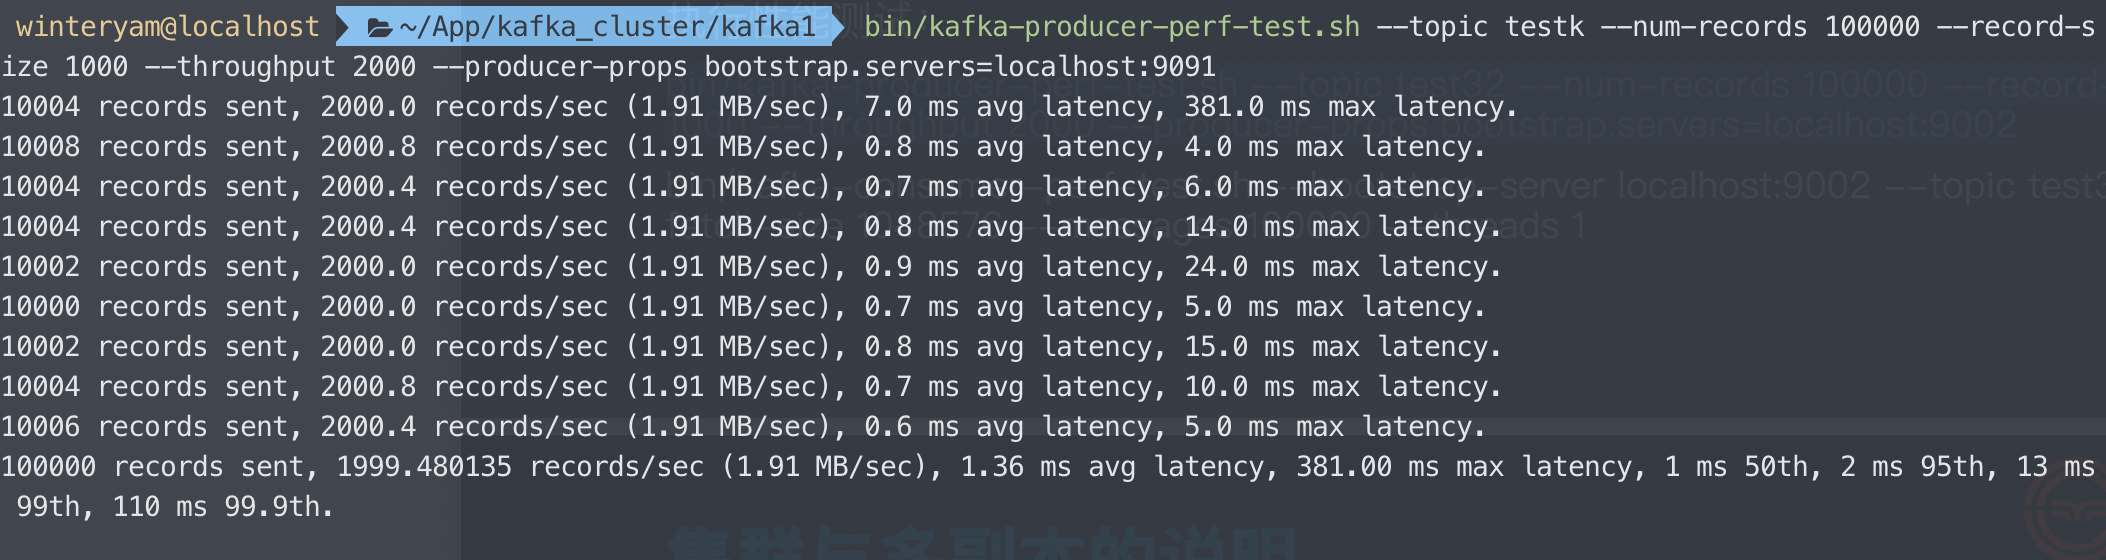 winteryam@localhost ~/App/kafka_cluster/kafka1 bin/kafka-producer-perf-test.sh --topic testk --num-records 100000 --record-s
ize 1000 --throughput 2000 --producer-props bootstrap.servers=localhost:9091
10004 records sent, 2000.0 records/sec (1.91 MB/sec), 7.0 ms avg latency, 381.0 ms max latency.
10008 records sent, 2000.8 records/sec (1.91 MB/sec), 0.8 ms avg latency, 4.0 ms max latency.
10004 records sent, 2000.4 records/sec (1.91 MB/sec), 0.7 ms avg latency, 6.0 ms max latency.
10004 records sent, 2000.4 records/sec (1.91 MB/sec), 0.8 ms avg latency, 14.0 ms max latency.
10002 records sent, 2000.0 records/sec (1.91 MB/sec), 0.9 ms avg latency, 24.0 ms max latency.
10000 records sent, 2000.0 records/sec (1.91 MB/sec), 0.7 ms avg latency, 5.0 ms max latency.
10002 records sent, 2000.0 records/sec (1.91 MB/sec), 0.8 ms avg latency, 15.0 ms max latency.
10004 records sent, 2000.8 records/sec (1.91 MB/sec), 0.7 ms avg latency, 10.0 ms max latency.
10006 records sent, 2000.4 records/sec (1.91 MB/sec), 0.6 ms avg latency, 5.0 ms max latency.
100000 records sent, 1999.480135 records/sec (1.91 MB/sec), 1.36 ms avg latency, 381.00 ms max latency, 1 ms 50th, 2 ms 95th, 13 ms
99th, 110 ms 99.9th.
集群与多副本的说明